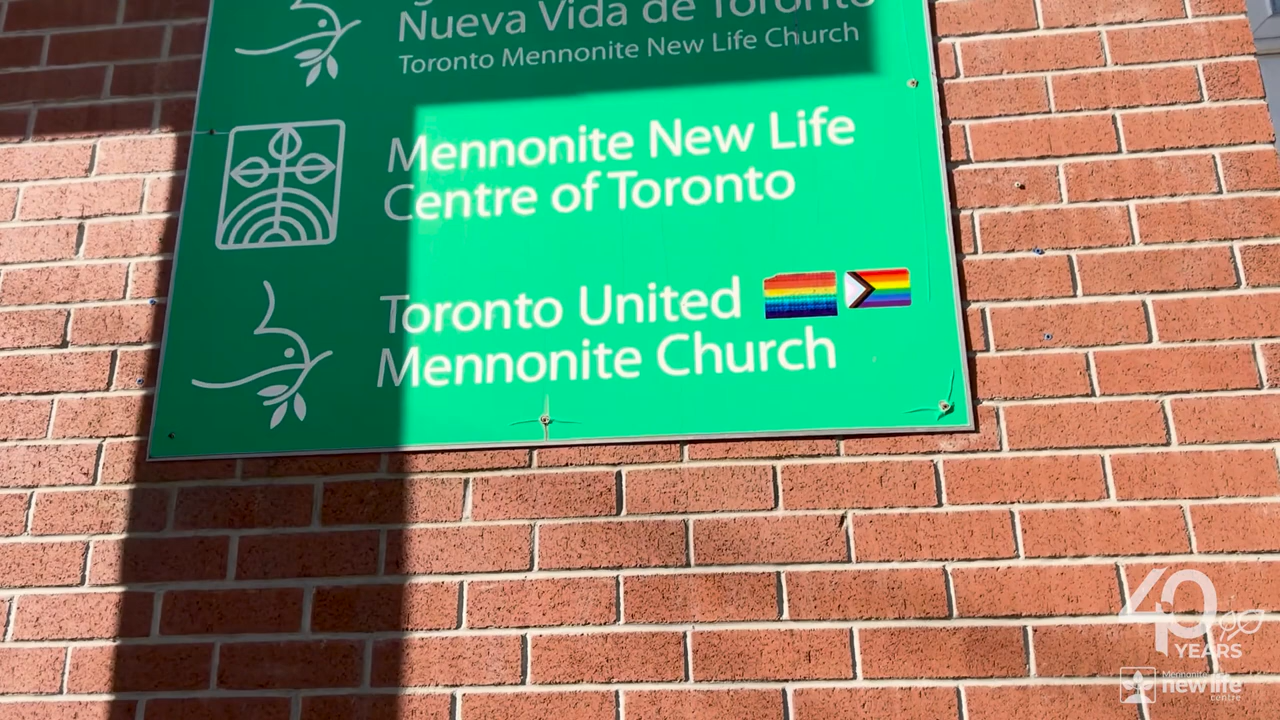 Nueva Vida de Toronto
Toronto Mennonite New Life Church
Mennonite New Life
Centre of Toronto
Toronto United
Mennonite Church
40
YEARS
Mennonite
new life
centre